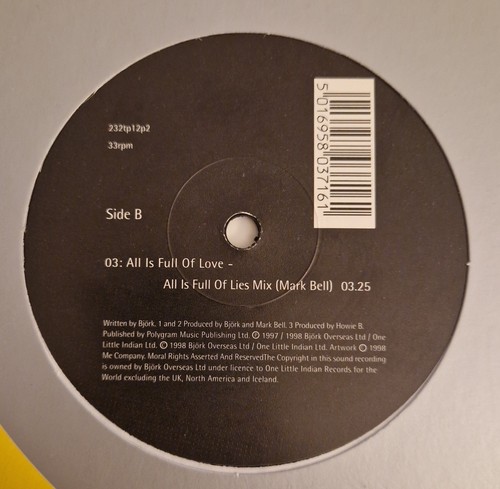 232tp12p2
33rpm
5 016958 037161
Side B
03: All Is Full Of Love -
All Is Full Of Lies Mix (Mark Bell) 03.25
Written by Björk. 1 and 2 Produced by Björk and Mark Bell. 3 Produced by Howie B.
Published by Polygram Music Publishing Ltd. ℗ 1997 / 1998 Björk Overseas Ltd / One
Little Indian Ltd. © 1998 Björk Overseas Ltd / One Little Indian Ltd. Artwork © 1998
Me Company. Moral Rights Asserted And ReservedThe Copyright in this sound recording
is owned by Björk Overseas Ltd under licence to One Little Indian Records for the
World excluding the UK, North America and Iceland.